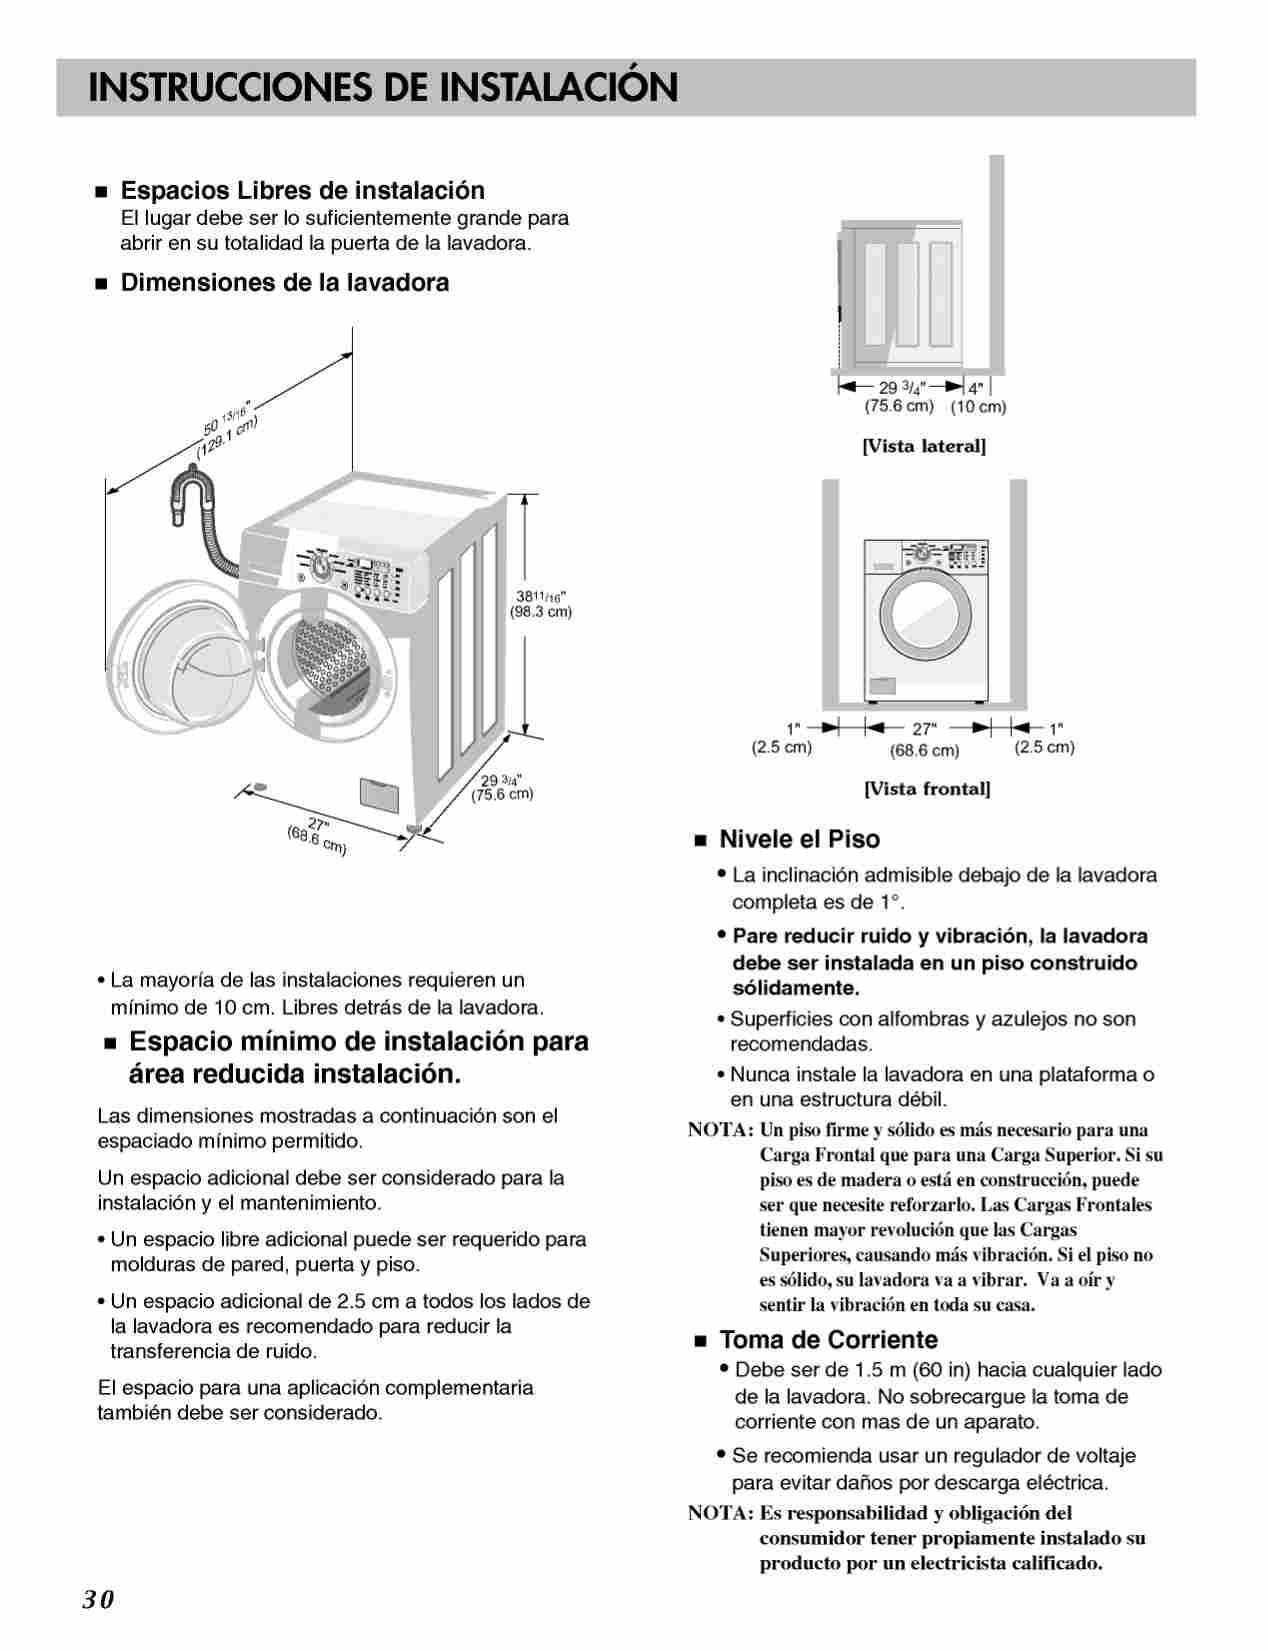 INSTRUCCIONES DE INSTALACIÓN
■ Espacios Libres de instalación
El lugar debe ser lo suficientemente grande para
abrir en su totalidad la puerta de la lavadora.
■ Dimensiones de la lavadora
50 13/16"
(129.1 cm)
3811/16"
(98.3 cm)
29 3/4"
(75.6 cm)
27"
(68.6 cm)
• La mayoría de las instalaciones requieren un
mínimo de 10 cm. Libres detrás de la lavadora.
■ Espacio mínimo de instalación para
área reducida instalación.
Las dimensiones mostradas a continuación son el
espaciado mínimo permitido.
Un espacio adicional debe ser considerado para la
instalación y el mantenimiento.
• Un espacio libre adicional puede ser requerido para
molduras de pared, puerta y piso.
• Un espacio adicional de 2.5 cm a todos los lados de
la lavadora es recomendado para reducir la
transferencia de ruido.
El espacio para una aplicación complementaria
también debe ser considerado.
29 3/4" 4"
(75.6 cm) (10 cm)
[Vista lateral]
1" 27" 1"
(2.5 cm) (68.6 cm) (2.5 cm)
[Vista frontal]
■ Nivele el Piso
• La inclinación admisible debajo de la lavadora
completa es de 1°.
• Pare reducir ruido y vibración, la lavadora
debe ser instalada en un piso construido
sólidamente.
• Superficies con alfombras y azulejos no son
recomendadas.
• Nunca instale la lavadora en una plataforma o
en una estructura débil.
NOTA: Un piso firme y sólido es más necesario para una
Carga Frontal que para una Carga Superior. Si su
piso es de madera o está en construcción, puede
ser que necesite reforzarlo. Las Cargas Frontales
tienen mayor revolución que las Cargas
Superiores, causando más vibración. Si el piso no
es sólido, su lavadora va a vibrar. Va a oír y
sentir la vibración en toda su casa.
■ Toma de Corriente
• Debe ser de 1.5 m (60 in) hacia cualquier lado
de la lavadora. No sobrecargue la toma de
corriente con mas de un aparato.
• Se recomienda usar un regulador de voltaje
para evitar daños por descarga eléctrica.
NOTA: Es responsabilidad y obligación del
consumidor tener propiamente instalado su
producto por un electricista calificado.
30